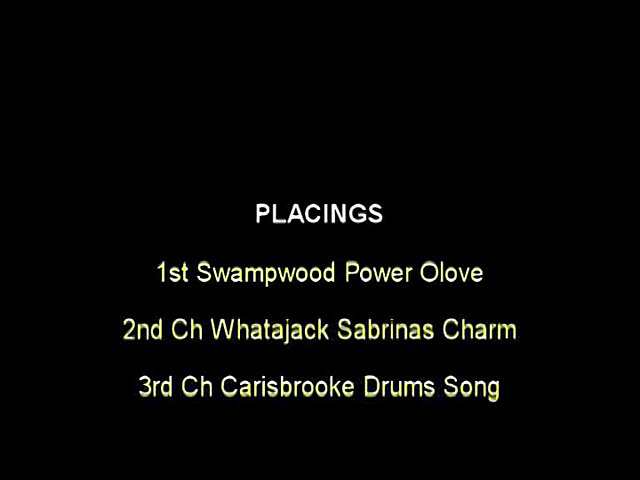 PLACINGS
1st Swampwood Power Olove
2nd Ch Whatajack Sabrinas Charm
3rd Ch Carisbrooke Drums Song